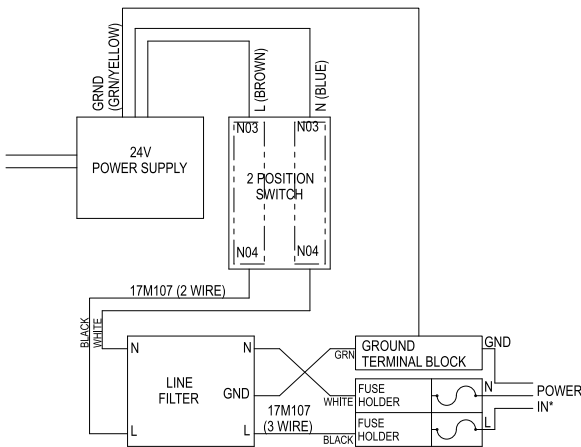 GRND
(GRN/YELLOW)
L (BROWN)
N (BLUE)
24V
POWER SUPPLY
N03
N03
2 POSITION
SWITCH
N04
N04
17M107 (2 WIRE)
BLACK
WHITE
N
N
LINE
FILTER
GND
L
L
17M107
(3 WIRE)
GRN
GROUND
TERMINAL BLOCK
GND
WHITE
FUSE
HOLDER
N
POWER
IN*
BLACK
FUSE
HOLDER
L